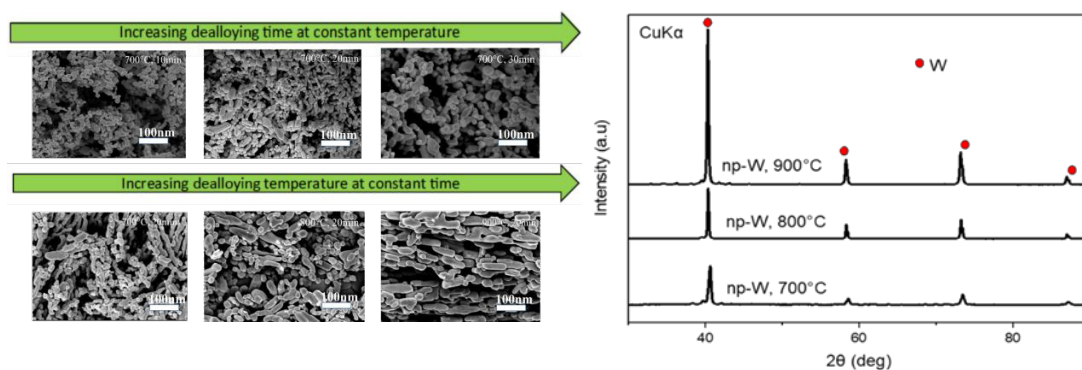 Increasing dealloying time at constant temperature
700°C, 10min
700°C, 20min
700°C, 30min
100nm
100nm
100nm
Increasing dealloying temperature at constant time
700°C, 20min
800°C, 20min
100nm
100nm
100nm
CuKα
W
np-W, 900°C
np-W, 800°C
np-W, 700°C
Intensity (a.u)
40
60
80
2θ (deg)